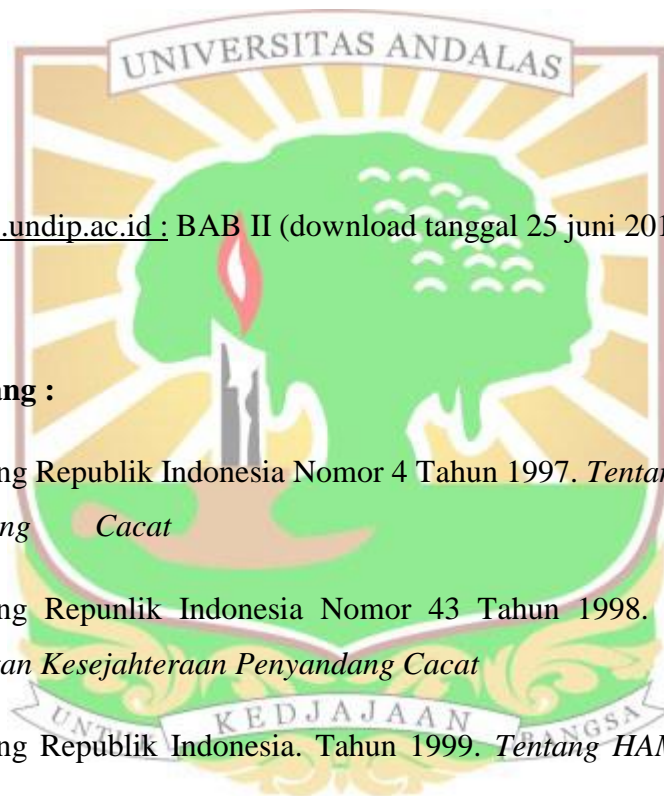 UNIVERSITAS ANDALAS
.undip.ac.id : BAB II (download tanggal 25 juni 201
ang :
ng Republik Indonesia Nomor 4 Tahun 1997. Tentan
ng Cacat
ng Repunlik Indonesia Nomor 43 Tahun 1998.
an Kesejahteraan Penyandang Cacat
UNTUK KEDJAJAAN BANGSA
ng Republik Indonesia. Tahun 1999. Tentang HAM